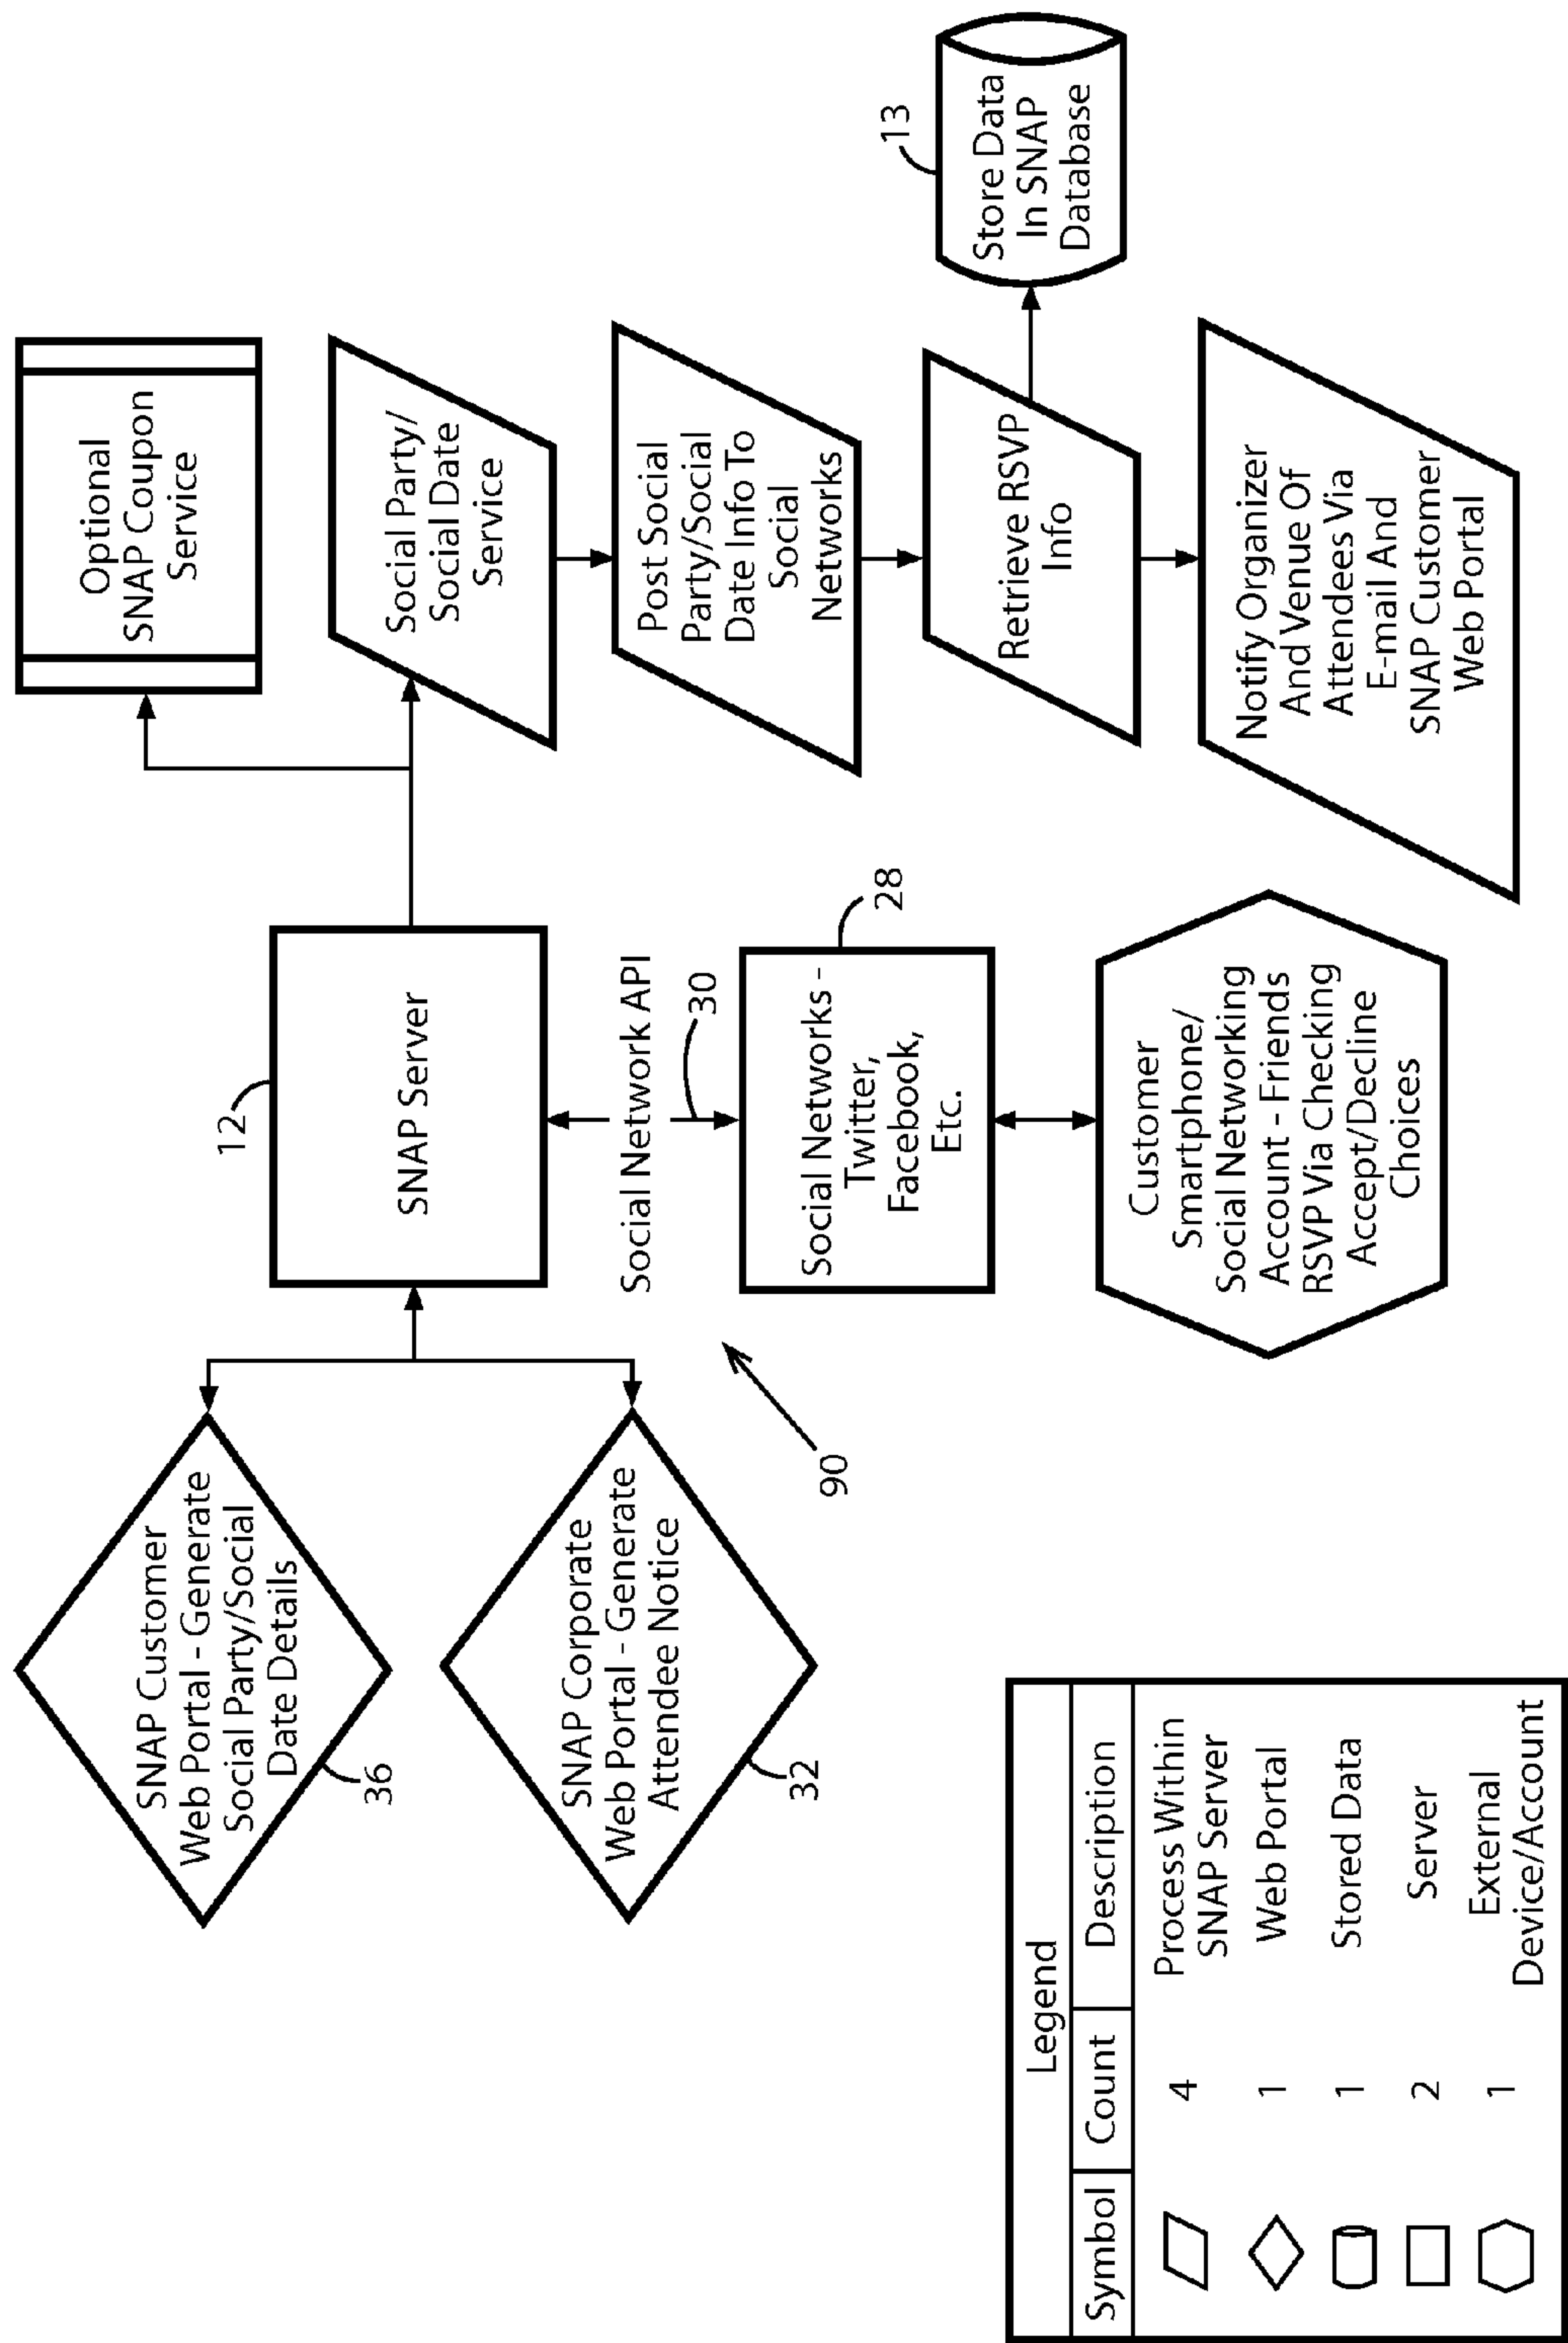 SNAP Customer
Web Portal - Generate
Social Party/Social
Date Details
36
SNAP Corporate
Web Portal - Generate
Attendee Notice
32
12
SNAP Server
Social Network API
30
Social Networks -
Twitter,
Facebook,
Etc.
28
Customer
Smartphone/
Social Networking
Account - Friends
RSVP Via Checking
Accept/Decline
Choices
90
Optional
SNAP Coupon
Service
Social Party/
Social Date
Service
Post Social
Party/Social
Date Info To
Social
Networks
Retrieve RSVP
Info
13
Store Data
In SNAP
Database
Notify Organizer
And Venue Of
Attendees Via
E-mail And
SNAP Customer
Web Portal
Legend
Symbol Count Description
4 Process Within
SNAP Server
1 Web Portal
1 Stored Data
2 Server
1 External
Device/Account